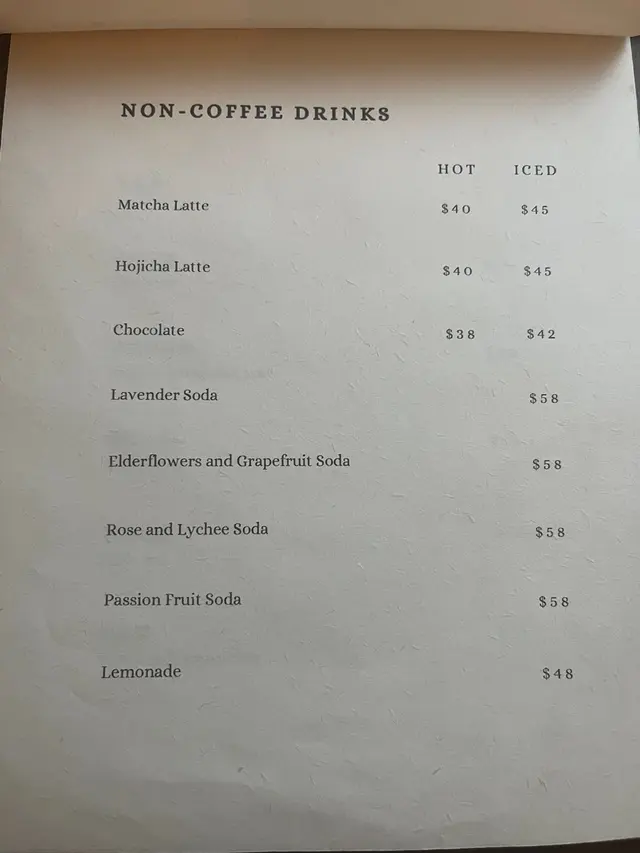 NON-COFFEE DRINKS
HOT ICED
Matcha Latte $40 $45
Hojicha Latte $40 $45
Chocolate $38 $42
Lavender Soda $58
Elderflowers and Grapefruit Soda $58
Rose and Lychee Soda $58
Passion Fruit Soda $58
Lemonade $48